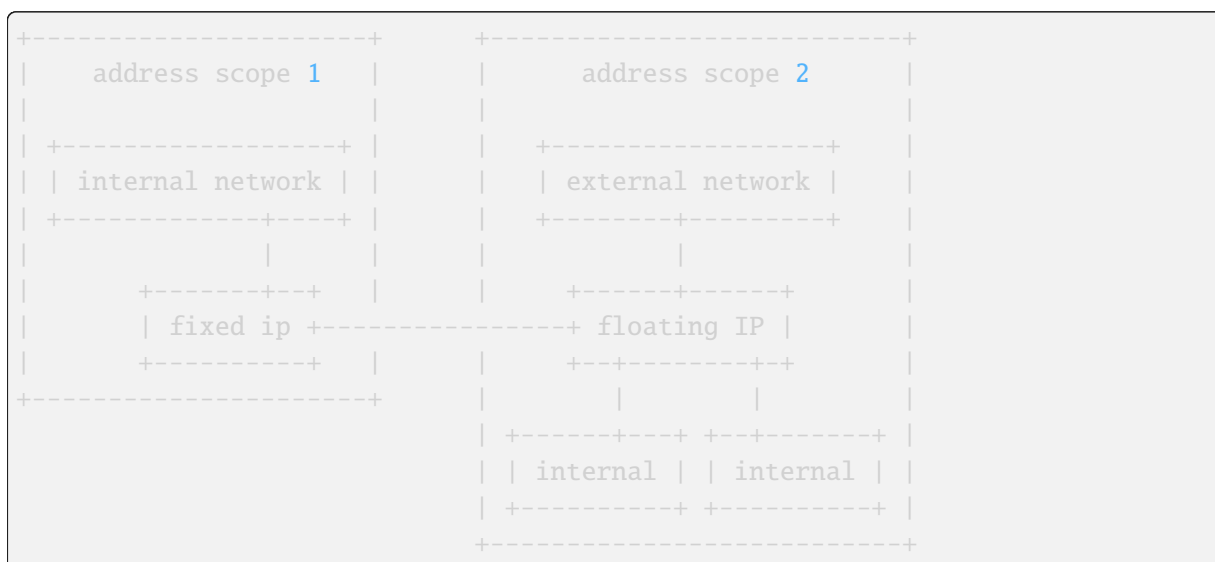 +----------------------+      +---------------------------+
|    address scope 1   |      |      address scope 2      |
|                      |      |                           |
| +------------------+ |      |   +------------------+    |
| | internal network | |      |   | external network |    |
| +-------------+----+ |      |   +--------+---------+    |
|               |      |      |            |              |
|       +-------+--+   |      |     +------+------+       |
|       | fixed ip +----------------+ floating IP |       |
|       +----------+   |      |     +--+--------+-+       |
+----------------------+      |        |        |         |
                              | +------+---+ +--+-------+ |
                              | | internal | | internal | |
                              | +----------+ +----------+ |
                              +---------------------------+